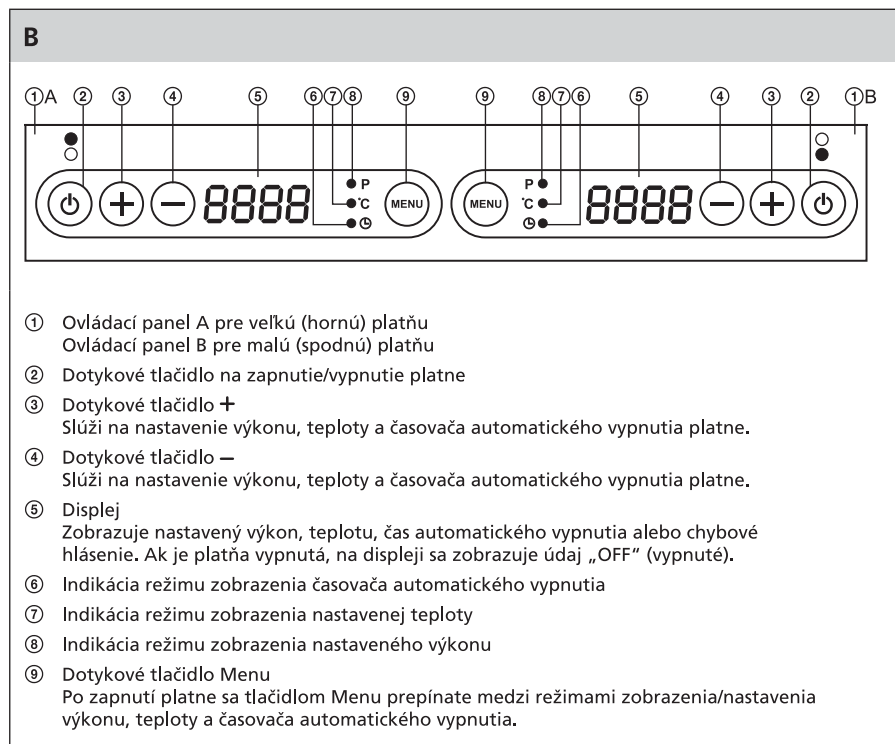 B
①A ② ③ ④ ⑤ ⑥ ⑦ ⑧ ⑨ ⑨ ⑧ ⑦ ⑥ ⑤ ④ ③ ② ①B
8888 P °C MENU MENU P °C 8888
① Ovládací panel A pre veľkú (hornú) platňu
Ovládací panel B pre malú (spodnú) platňu
② Dotykové tlačidlo na zapnutie/vypnutie platne
③ Dotykové tlačidlo +
Slúži na nastavenie výkonu, teploty a časovača automatického vypnutia platne.
④ Dotykové tlačidlo –
Slúži na nastavenie výkonu, teploty a časovača automatického vypnutia platne.
⑤ Displej
Zobrazuje nastavený výkon, teplotu, čas automatického vypnutia alebo chybové
hlásenie. Ak je platňa vypnutá, na displeji sa zobrazuje údaj „OFF“ (vypnuté).
⑥ Indikácia režimu zobrazenia časovača automatického vypnutia
⑦ Indikácia režimu zobrazenia nastavenej teploty
⑧ Indikácia režimu zobrazenia nastaveného výkonu
⑨ Dotykové tlačidlo Menu
Po zapnutí platne sa tlačidlom Menu prepínate medzi režimami zobrazenia/nastavenia
výkonu, teploty a časovača automatického vypnutia.